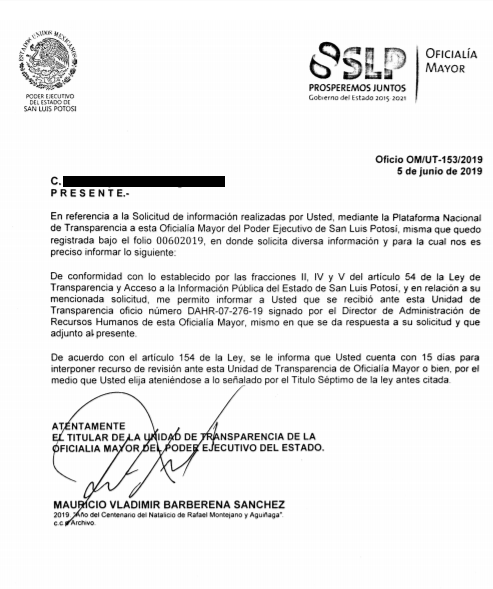 ESTADOS UNIDOS MEXICANOS
PODER EJECUTIVO
DEL ESTADO DE
SAN LUIS POTOSI
SLP
PROSPEREMOS JUNTOS
Gobierno del Estado 2015-2021
OFICIALÍA
MAYOR
Oficio OM/UT-153/2019
5 de junio de 2019
C.
P R E S E N T E.-
En referencia a la Solicitud de información realizadas por Usted, mediante la Plataforma Nacional
de Transparencia a esta Oficialía Mayor del Poder Ejecutivo de San Luis Potosí, misma que quedo
registrada bajo el folio 00602019, en donde solicita diversa información y para la cual nos es
preciso informar lo siguiente:
De conformidad con lo establecido por las fracciones II, IV y V del artículo 54 de la Ley de
Transparencia y Acceso a la Información Pública del Estado de San Luis Potosí, y en relación a su
mencionada solicitud, me permito informar a Usted que se recibió ante esta Unidad de
Transparencia oficio número DAHR-07-276-19 signado por el Director de Administración de
Recursos Humanos de esta Oficialía Mayor, mismo en que se da respuesta a su solicitud y que
adjunto al presente.
De acuerdo con el artículo 154 de la Ley, se le informa que Usted cuenta con 15 días para
interponer recurso de revisión ante esta Unidad de Transparencia de Oficialía Mayor o bien, por el
medio que Usted elija ateniéndose a lo señalado por el Titulo Séptimo de la ley antes citada.
ATENTAMENTE
EL TITULAR DE LA UNIDAD DE TRANSPARENCIA DE LA
OFICIALIA MAYOR DEL PODER EJECUTIVO DEL ESTADO.
MAURICIO VLADIMIR BARBERENA SANCHEZ
2019, "Año del Centenario del Natalicio de Rafael Montejano y Aguiñaga".
c.c.p Archivo.